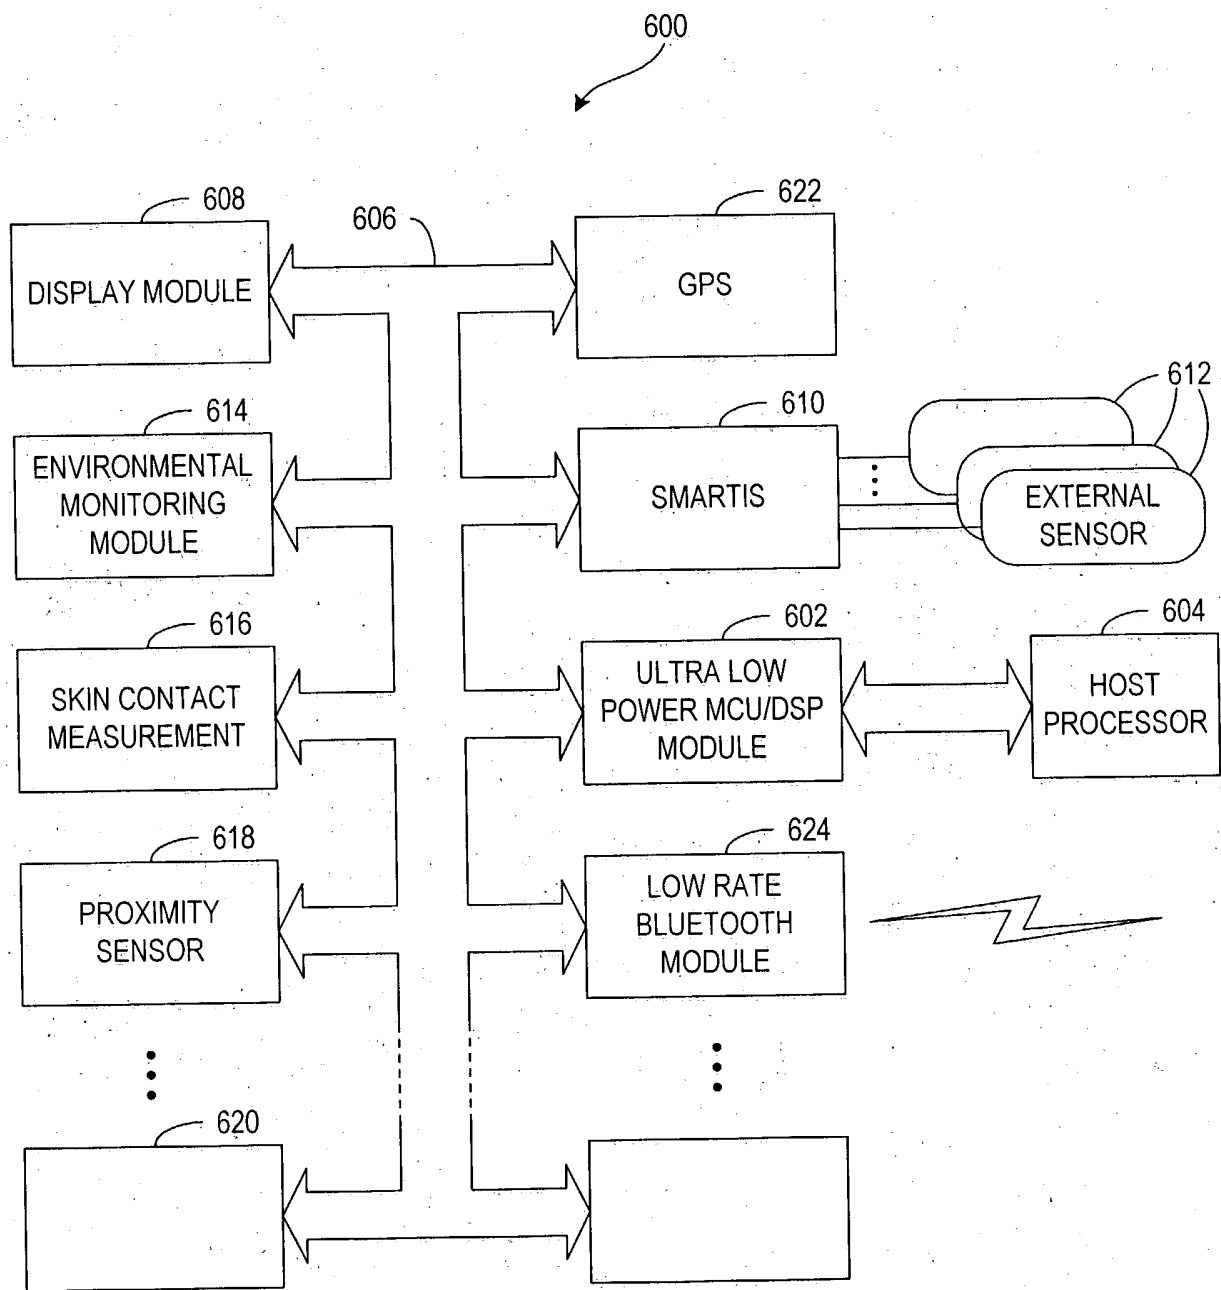 600
608
DISPLAY MODULE
606
622
GPS
614
ENVIRONMENTAL
MONITORING
MODULE
610
SMARTIS
612
EXTERNAL
SENSOR
616
SKIN CONTACT
MEASUREMENT
602
ULTRA LOW
POWER MCU/DSP
MODULE
604
HOST
PROCESSOR
618
PROXIMITY
SENSOR
624
LOW RATE
BLUETOOTH
MODULE
620